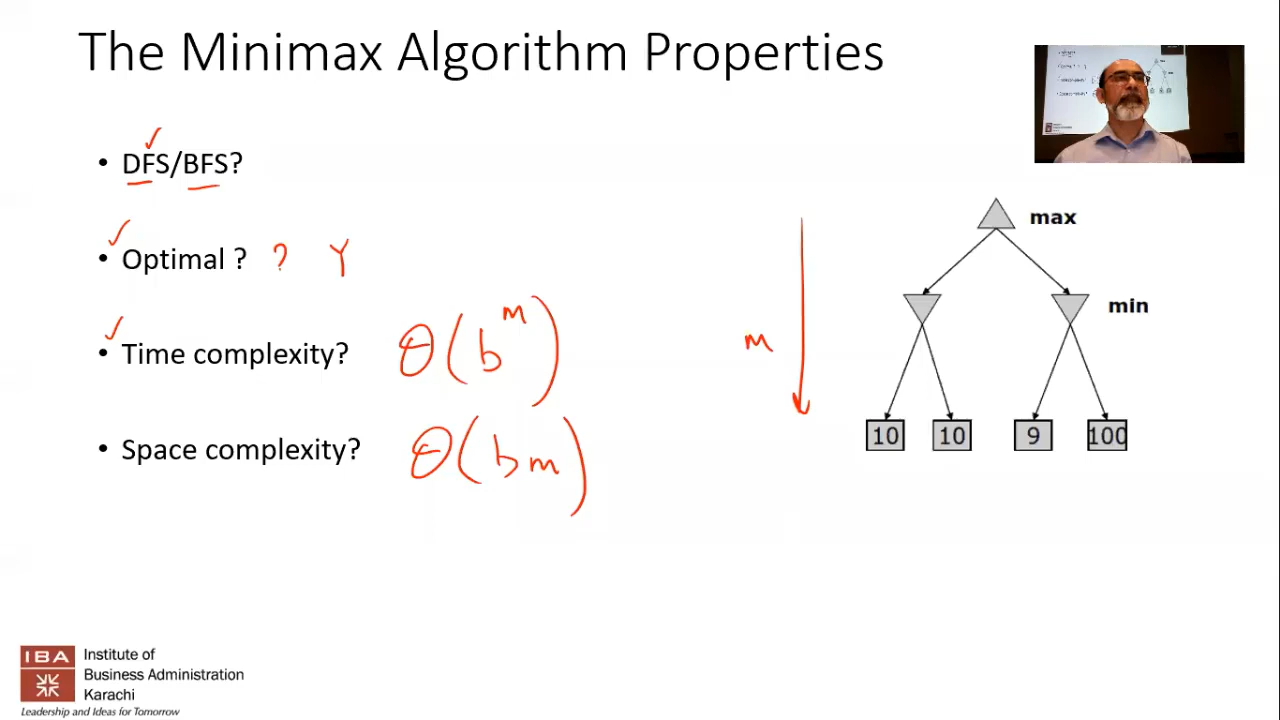 The Minimax Algorithm Properties
• DFS/BFS?
• Optimal ? ? Y
• Time complexity? O(b^m)
• Space complexity? O(bm)
m
max
min
10 10 9 100
IBA
Institute of
Business Administration
Karachi
Leadership and Ideas for Tomorrow